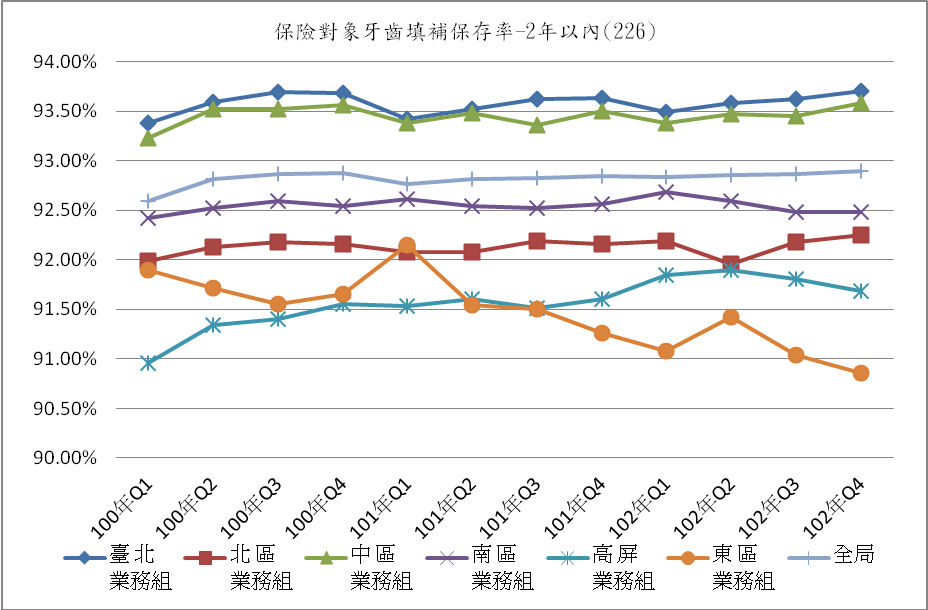 保險對象牙齒填補保存率-2年以內(226)
94.00%
93.50%
93.00%
92.50%
92.00%
91.50%
91.00%
90.50%
90.00%
100年Q1
100年Q2
100年Q3
100年Q4
101年Q1
101年Q2
101年Q3
101年Q4
102年Q1
102年Q2
102年Q3
102年Q4
臺北
業務組
北區
業務組
中區
業務組
南區
業務組
高屏
業務組
東區
業務組
全局